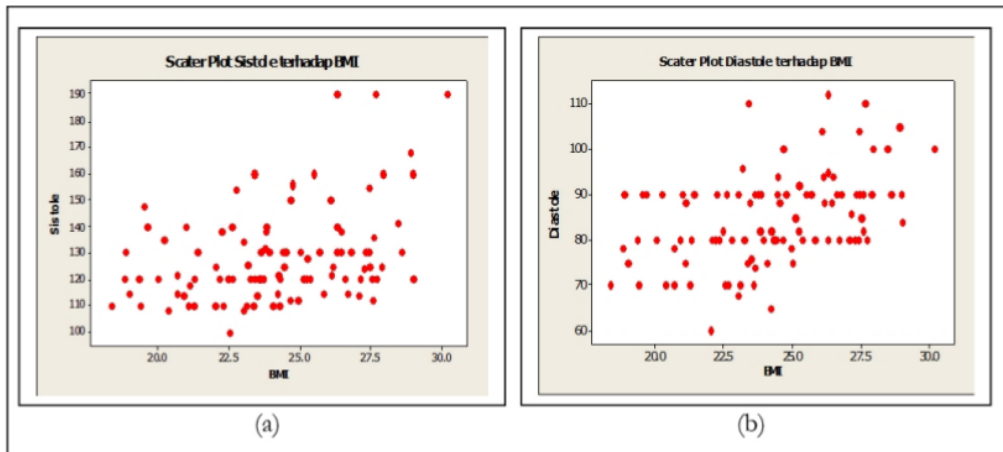 Scater Plot Sistole terhadap BMI
190
180
170
160
150
140
130
120
110
100
Sistole
20.0 22.5 25.0 27.5 30.0
BMI
(a)
Scater Plot Diastole terhadap BMI
110
100
90
80
70
60
Diastole
20.0 22.5 25.0 27.5 30.0
BMI
(b)